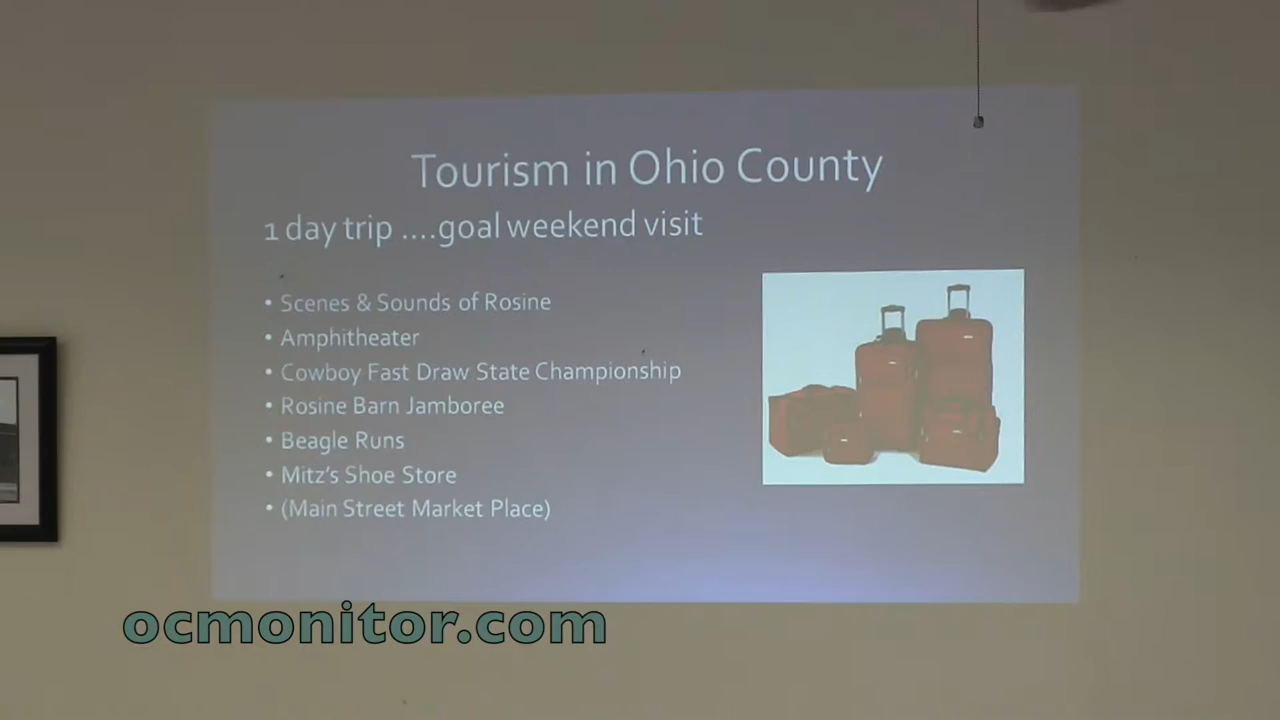 Tourism in Ohio County
1 day trip ....goal weekend visit
• Scenes & Sounds of Rosine
• Amphitheater
• Cowboy Fast Draw State Championship
• Rosine Barn Jamboree
• Beagle Runs
• Mitz's Shoe Store
• (Main Street Market Place)
ocmonitor.com